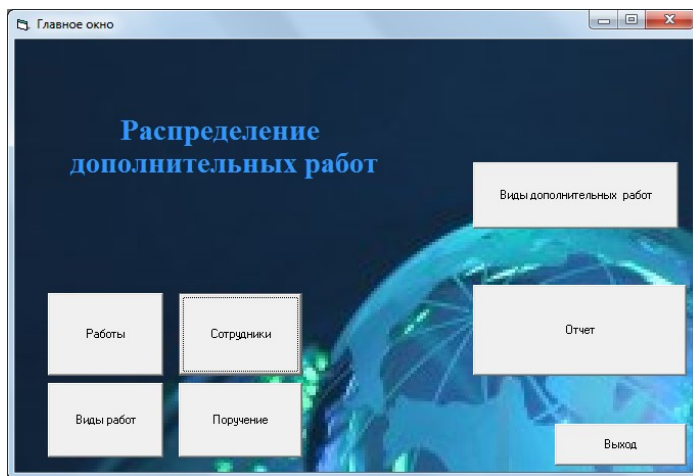 Главное окно
Распределение
дополнительных работ
Виды дополнительных работ
Работы
Сотрудники
Отчет
Виды работ
Поручение
Выход